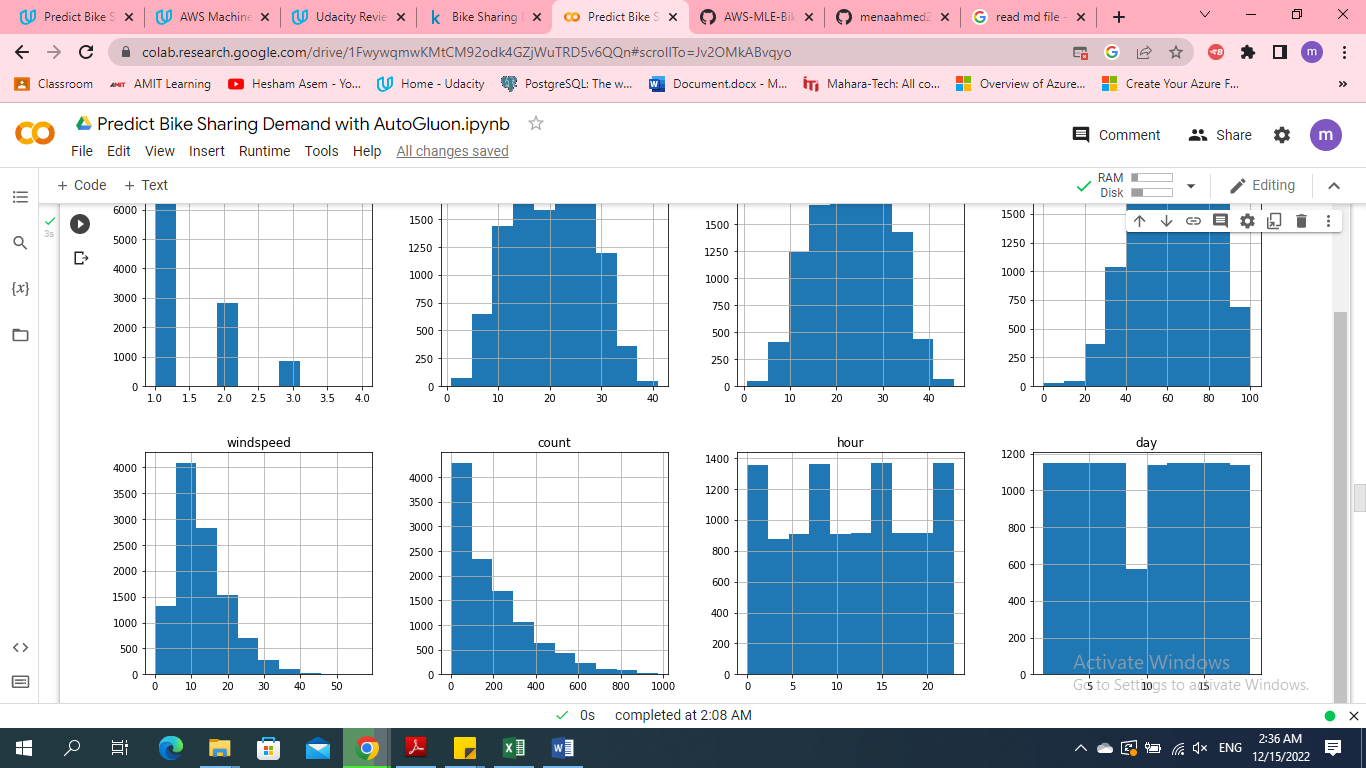 Predict Bike S
AWS Machine
Udacity Revie
Bike Sharing
Predict Bike S
AWS-MLE-Bik
menaahmed2
read md file -
colab.research.google.com/drive/1FwywqmwKMtCM92odk4GZjWuTRD5v6QQn#scrollTo=Jv2OMkABvqyo
m
Classroom
AMIT Learning
Hesham Asem - Yo...
Home - Udacity
PostgreSQL: The w...
Document.docx - M...
Mahara-Tech: All co...
Overview of Azure...
Create Your Azure F...
»
Predict Bike Sharing Demand with AutoGluon.ipynb
File Edit View Insert Runtime Tools Help All changes saved
Comment
Share
m
+ Code + Text
RAM
Disk
Editing
3s
{x}
6000
5000
4000
3000
2000
1000
0
1.0 1.5 2.0 2.5 3.0 3.5 4.0
1500
1250
1000
750
500
250
0
0 10 20 30 40
1500
1250
1000
750
500
250
0
0 10 20 30 40
1500
1250
1000
750
500
250
0
0 20 40 60 80 100
windspeed
4000
3500
3000
2500
2000
1500
1000
500
0
0 10 20 30 40 50
count
4000
3500
3000
2500
2000
1500
1000
500
0
0 200 400 600 800 1000
hour
1400
1200
1000
800
600
400
200
0
0 5 10 15 20
day
1200
1000
800
600
400
200
0
5 10 15
Activate Windows
Go to Settings to activate Windows.
0s completed at 2:08 AM
ENG
2:36 AM
12/15/2022